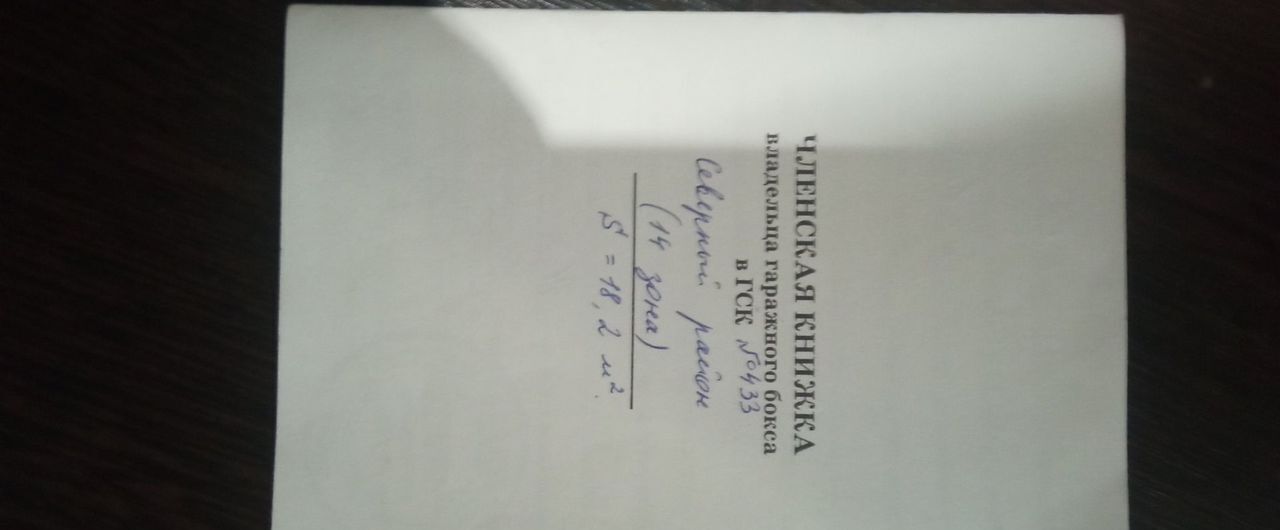 ЧЛЕНСКАЯ КНИЖКА
владельца гаражного бокса
в ГСК №433
Северный район
(14 зона)
S = 18,2 м².